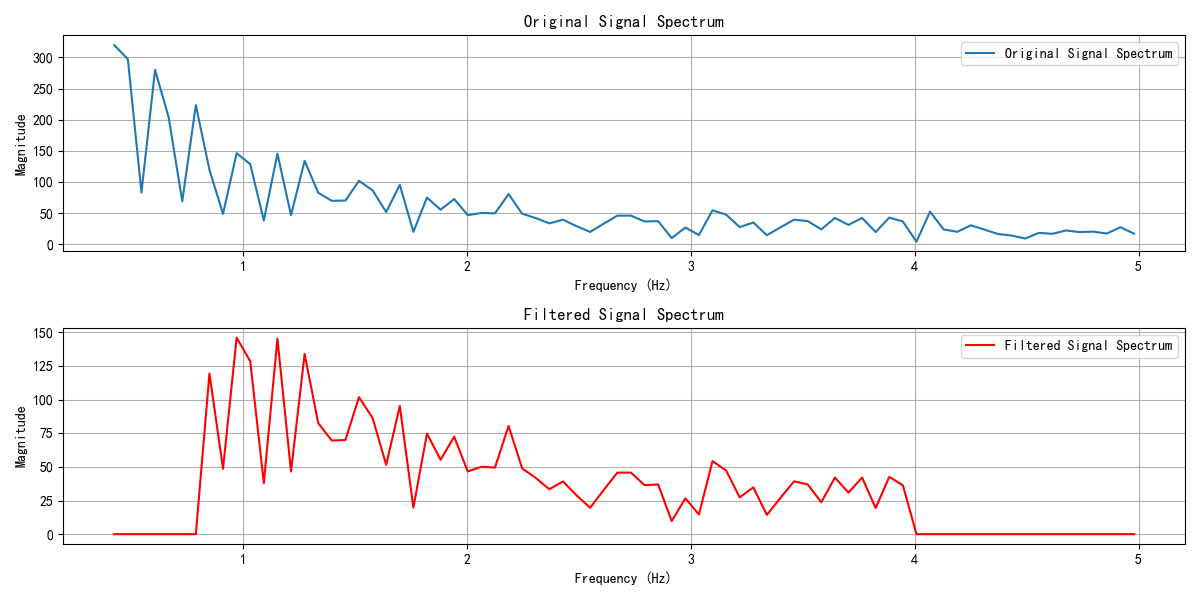 Original Signal Spectrum
Original Signal Spectrum
Magnitude
300
250
200
150
100
50
0
1 2 3 4 5
Frequency (Hz)
Filtered Signal Spectrum
Filtered Signal Spectrum
Magnitude
150
125
100
75
50
25
0
1 2 3 4 5
Frequency (Hz)